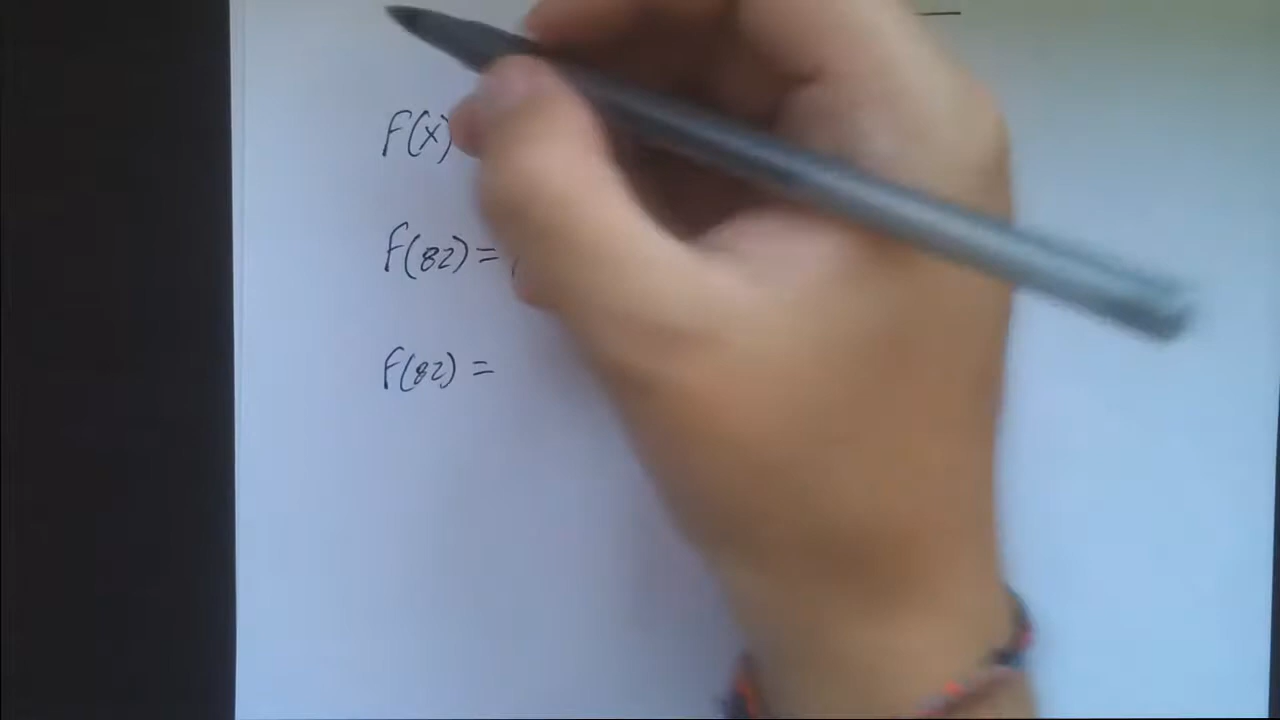 f(x)
f(82) =
f(82) =